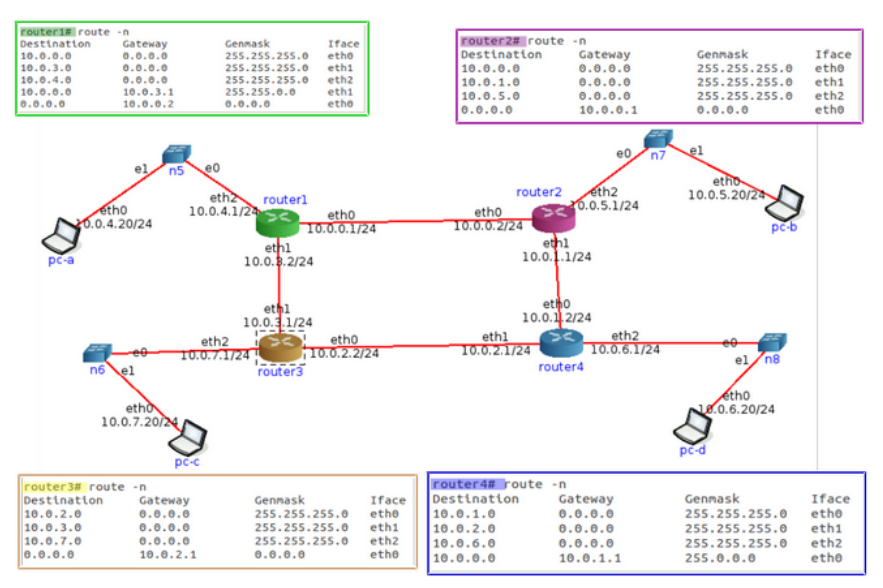 router1# route -n
Destination Gateway Genmask Iface
10.0.0.0 0.0.0.0 255.255.255.0 eth0
10.0.3.0 0.0.0.0 255.255.255.0 eth1
10.0.4.0 0.0.0.0 255.255.255.0 eth2
10.0.0.0 10.0.3.1 255.255.0.0 eth1
0.0.0.0 10.0.0.2 0.0.0.0 eth0
router2# route -n
Destination Gateway Genmask Iface
10.0.0.0 0.0.0.0 255.255.255.0 eth0
10.0.1.0 0.0.0.0 255.255.255.0 eth1
10.0.5.0 0.0.0.0 255.255.255.0 eth2
0.0.0.0 10.0.0.1 0.0.0.0 eth0
n5
e1
e0
eth0
10.0.4.20/24
pc-a
eth2
10.0.4.1/24
router1
eth0
10.0.0.1/24
eth1
10.0.3.2/24
n7
e0
e1
router2
eth2
10.0.5.1/24
eth0
10.0.0.2/24
eth1
10.0.1.1/24
eth0
10.0.5.20/24
pc-b
eth1
10.0.3.1/24
eth2
10.0.7.1/24
eth0
10.0.2.2/24
router3
n6
e0
e1
eth0
10.0.7.20/24
pc-c
eth0
10.0.1.2/24
eth1
10.0.2.1/24
eth2
10.0.6.1/24
router4
e0
n8
e1
eth0
10.0.6.20/24
pc-d
router3# route -n
Destination Gateway Genmask Iface
10.0.2.0 0.0.0.0 255.255.255.0 eth0
10.0.3.0 0.0.0.0 255.255.255.0 eth1
10.0.7.0 0.0.0.0 255.255.255.0 eth2
0.0.0.0 10.0.2.1 0.0.0.0 eth0
router4# route -n
Destination Gateway Genmask Iface
10.0.1.0 0.0.0.0 255.255.255.0 eth0
10.0.2.0 0.0.0.0 255.255.255.0 eth1
10.0.6.0 0.0.0.0 255.255.255.0 eth2
10.0.0.0 10.0.1.1 255.0.0.0 eth0